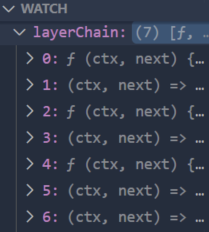 WATCH
layerChain: (7) [ƒ, …
0: ƒ (ctx, next) {…
1: (ctx, next) => …
2: ƒ (ctx, next) {…
3: (ctx, next) => …
4: ƒ (ctx, next) {…
5: (ctx, next) => …
6: (ctx, next) => …